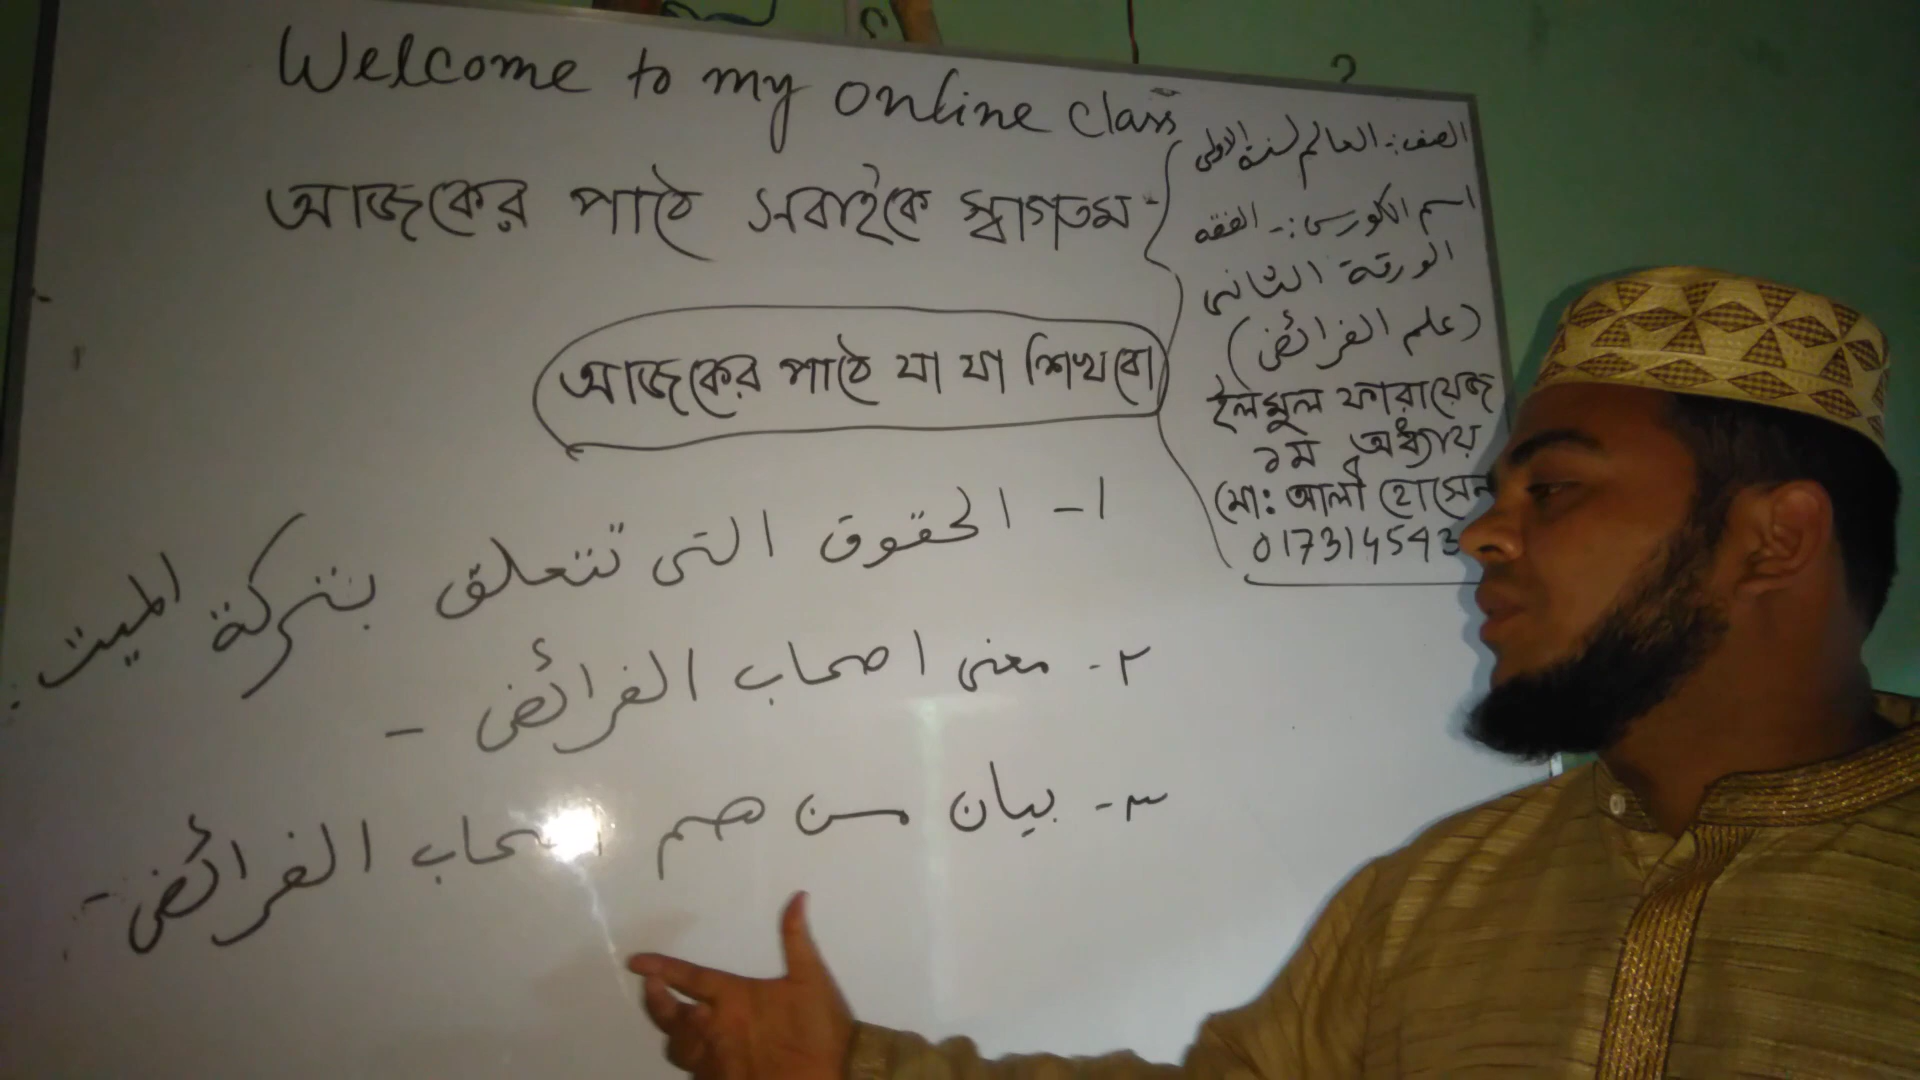 Welcome to my online class
আজকের পাঠে সবাইকে স্বাগতম
আজকের পাঠে যা যা শিখবো
١- الحقوق التى تتعلق بتركة الميت
٢- معنى اصحاب الفرائض -
٣- بيان من هم اصحاب الفرائض -
الصف:- العالم لسنة الاولى
اسم الكورس:- الفقه
الورقة الثانى
(علم الفرائض)
ইলমুল ফারায়েজ
১ম অধ্যায়
মো: আলী হোসেন
017314543